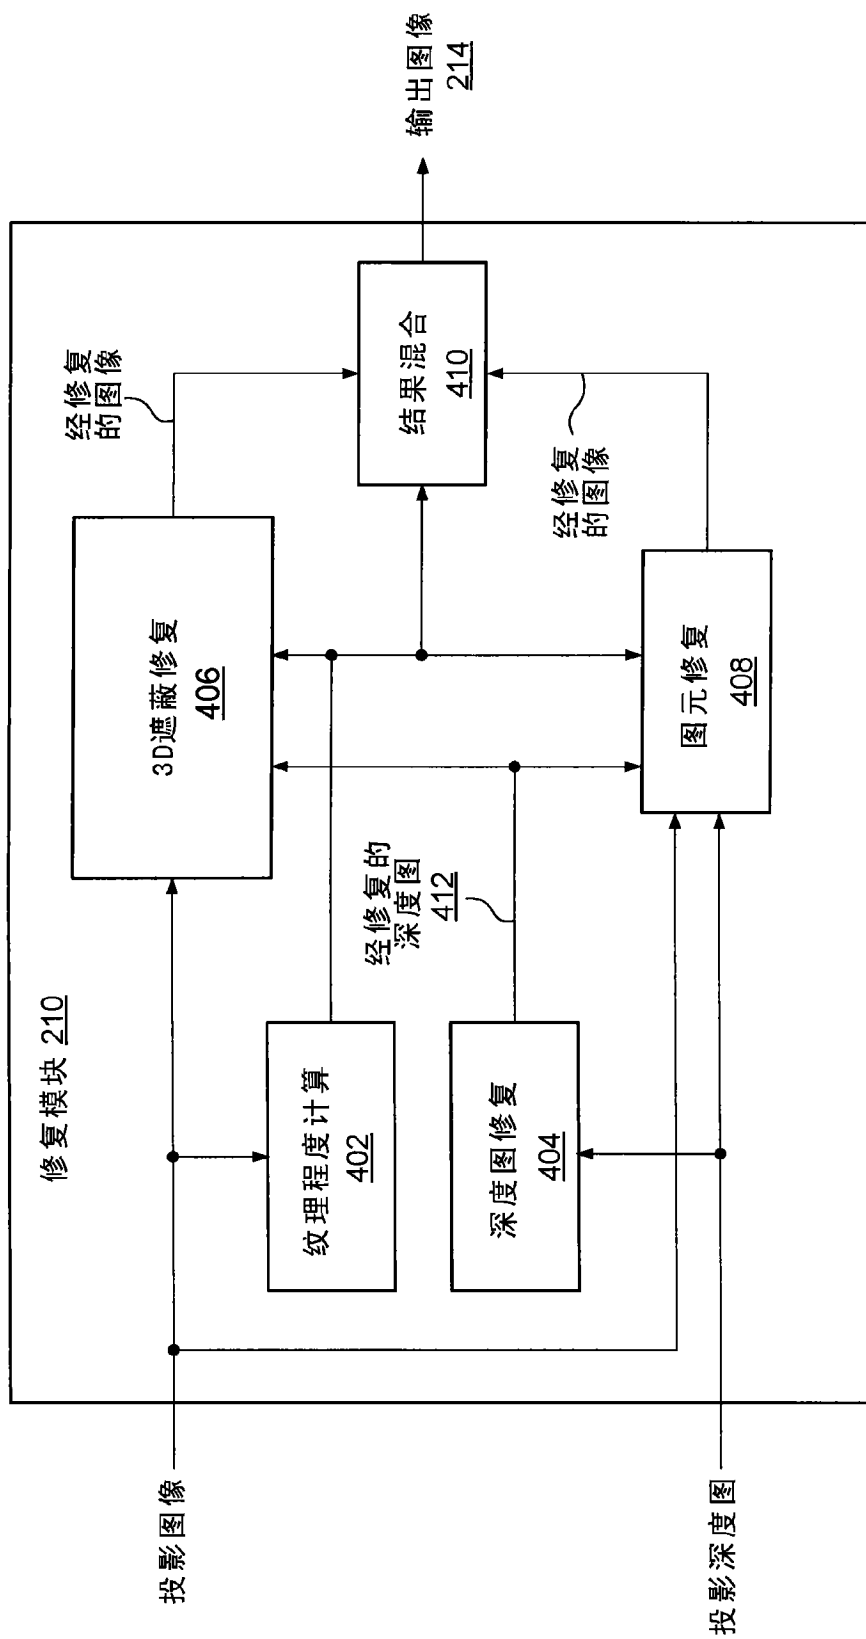 修复模块 210
投影图像
投影深度图
纹理程度计算
402
深度图修复
404
经修复的
深度图
412
3D遮蔽修复
406
图元修复
408
经修复
的图像
经修复
的图像
结果混合
410
输出图像
214